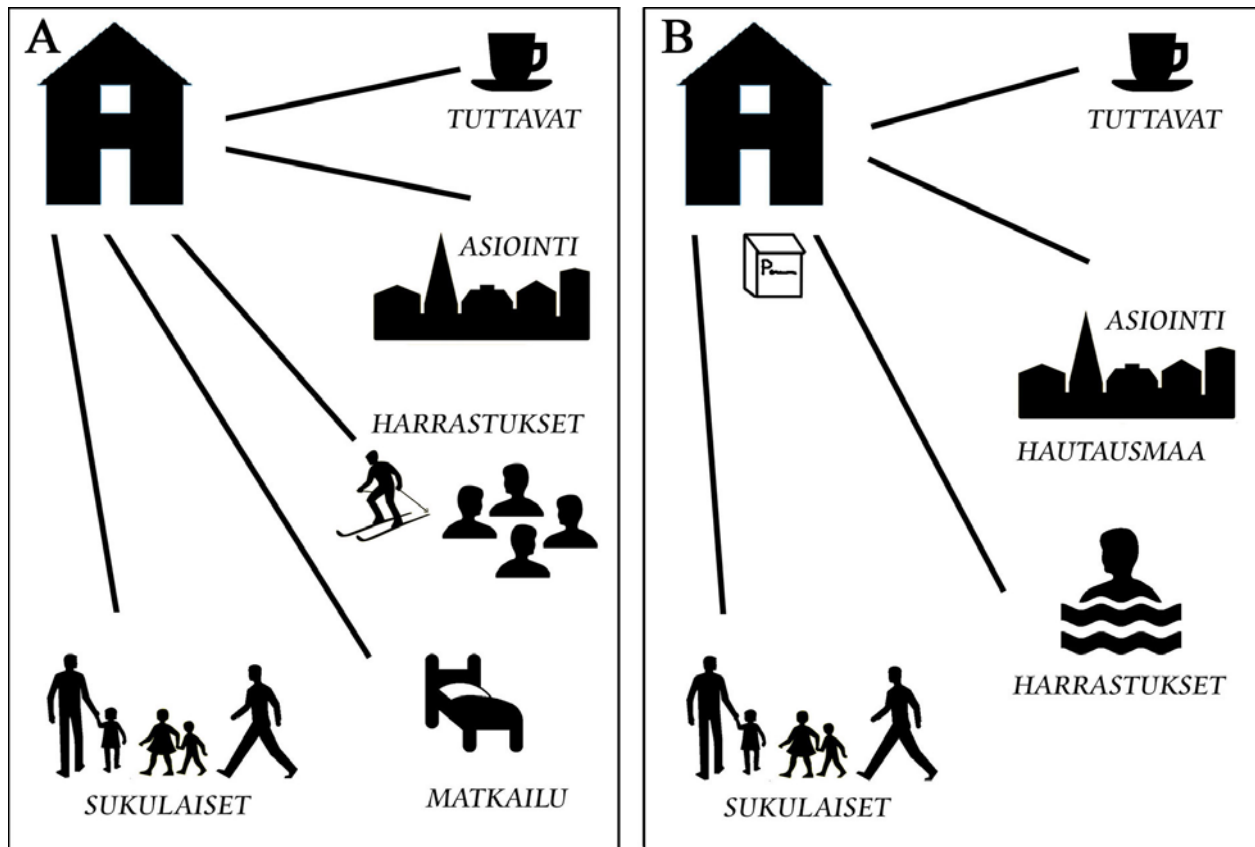 A
TUTTAVAT
ASIOINTI
HARRASTUKSET
SUKULAISET
MATKAILU
B
TUTTAVAT
ASIOINTI
HAUTAUSMAA
HARRASTUKSET
SUKULAISET